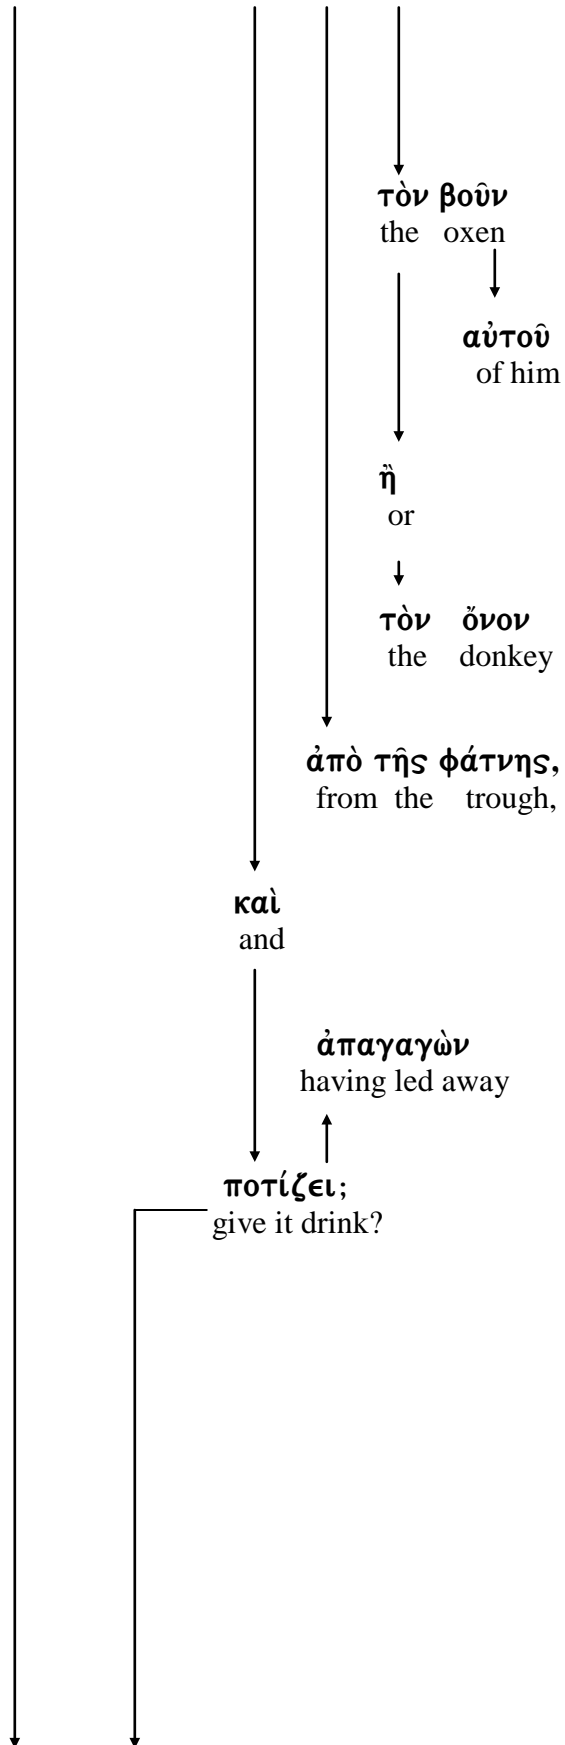 τὸν βοῦν
the oxen
αὐτοῦ
of him
ἢ
or
τὸν ὄνον
the donkey
ἀπὸ τῆς φάτνης,
from the trough,
καὶ
and
ἀπαγαγὼν
having led away
ποτίζει;
give it drink?